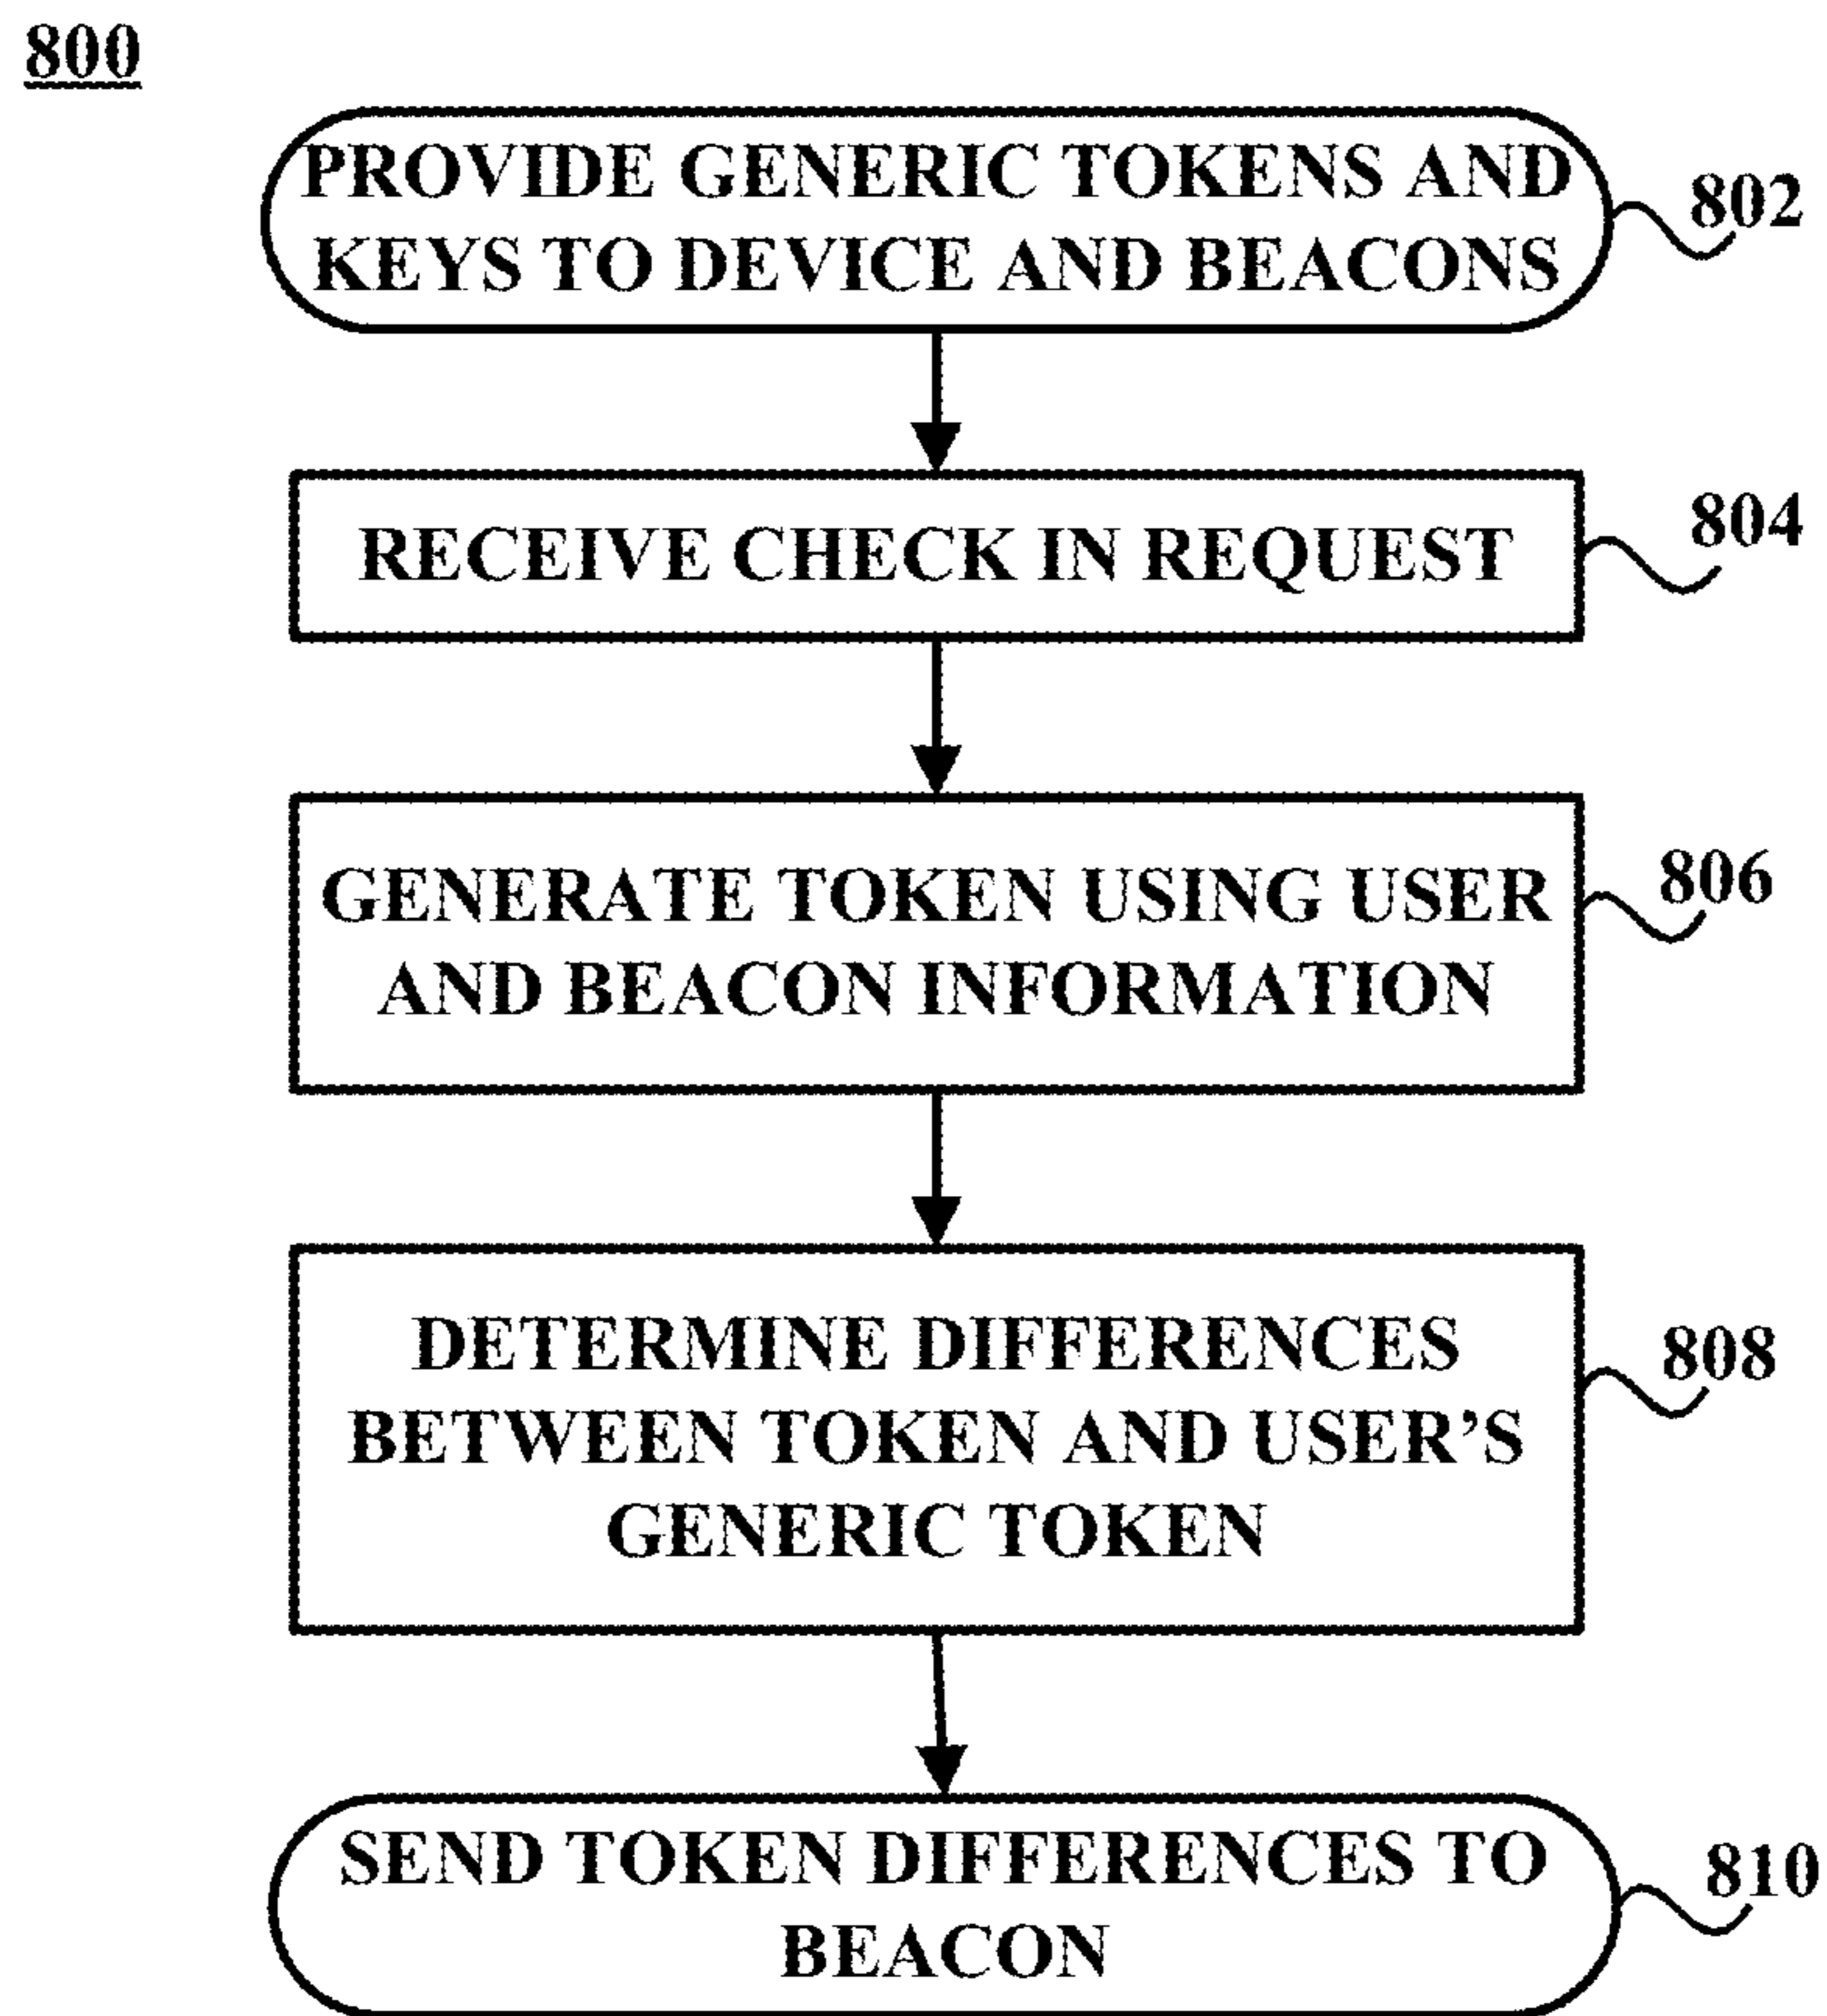 800
PROVIDE GENERIC TOKENS AND
KEYS TO DEVICE AND BEACONS
802
RECEIVE CHECK IN REQUEST
804
GENERATE TOKEN USING USER
AND BEACON INFORMATION
806
DETERMINE DIFFERENCES
BETWEEN TOKEN AND USER’S
GENERIC TOKEN
808
SEND TOKEN DIFFERENCES TO
BEACON
810